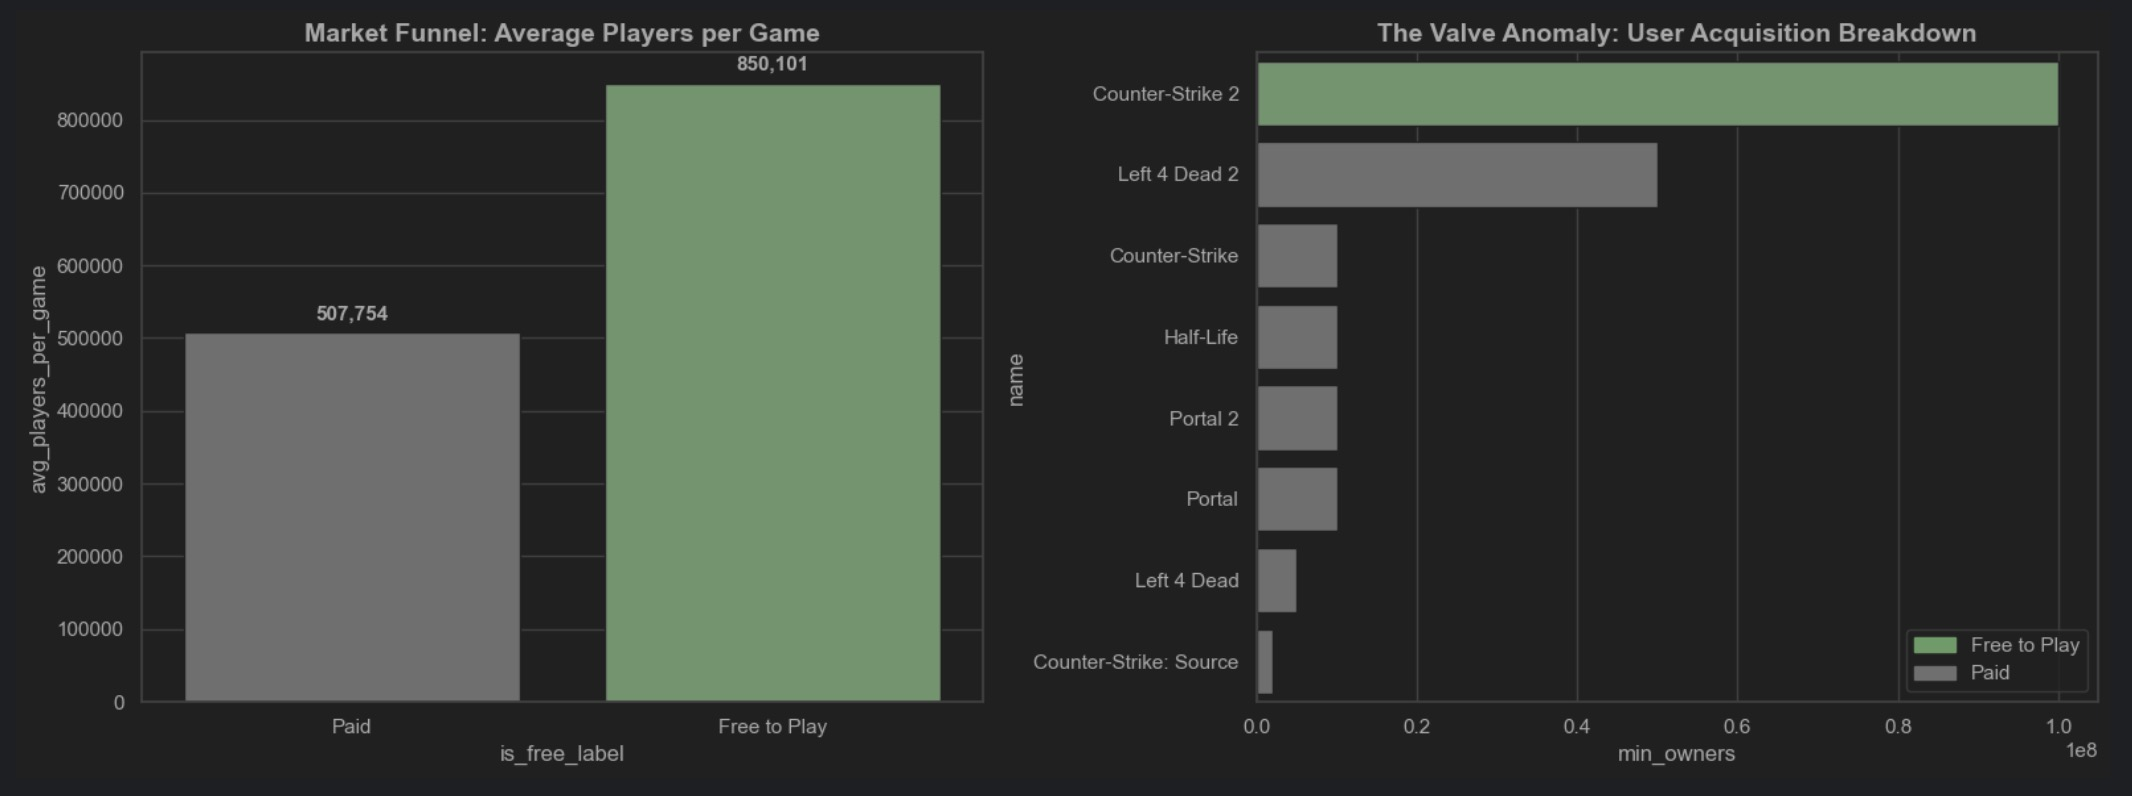 Market Funnel: Average Players per Game
850,101
507,754
avg_players_per_game
800000
700000
600000
500000
400000
300000
200000
100000
0
Paid
Free to Play
is_free_label
The Valve Anomaly: User Acquisition Breakdown
name
Counter-Strike 2
Left 4 Dead 2
Counter-Strike
Half-Life
Portal 2
Portal
Left 4 Dead
Counter-Strike: Source
Free to Play
Paid
0.0 0.2 0.4 0.6 0.8 1.0
1e8
min_owners